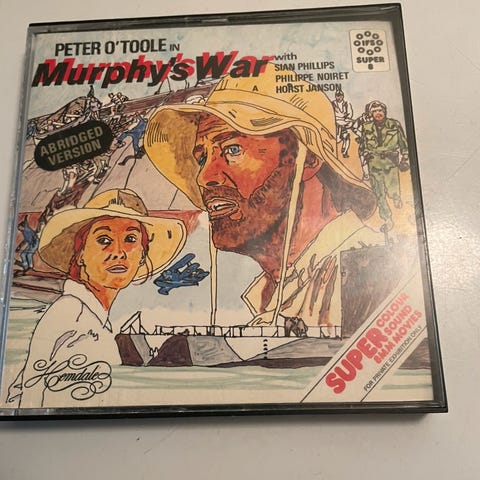 PETER O'TOOLE IN
Murphy's War
with
SIAN PHILLIPS
PHILIPPE NOIRET
HORST JANSON
IFS
SUPER
8
ABRIDGED
VERSION
Hemdale
SUPER
COLOUR
SOUND
8MM MOVIES
FOR PRIVATE EXHIBITION ONLY